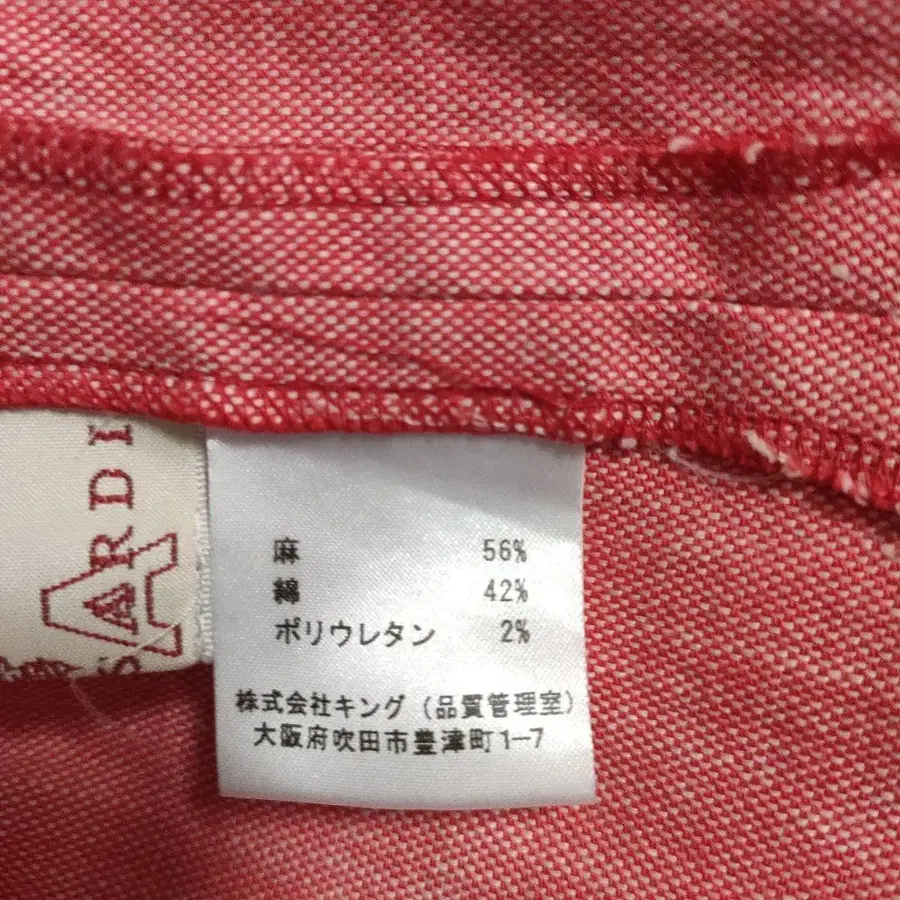 麻 56%
綿 42%
ポリウレタン 2%
株式会社キング(品質管理室)
大阪府吹田市豊津町1-7
SARDI
A